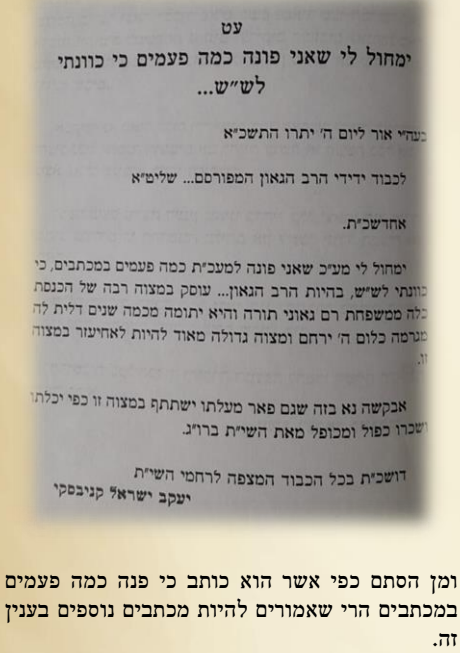 עט
ימחול לי שאני פונה כמה פעמים כי כוונתי
לש״ש...
בעה״י אור ליום ה׳ יתרו התשכ״א
לכבוד ידידי הרב הגאון המפורסם... שליט״א
אחדשכ״ת.
ימחול לי מע״כ שאני פונה למעכ״ת כמה פעמים במכתבים, כי
כוונתי לש״ש, בהיות הרב הגאון... עוסק במצוה רבה של הכנסת
כלה ממשפחת רם גאוני תורה והיא יתומה מכמה שנים דלית לה
מגרמה כלום ה׳ ירחם ומצוה גדולה מאוד להיות לאחיעזר במצוה
זו.
אבקשה נא בזה שגם פאר מעלתו ישתתף במצוה זו כפי יכלתו
ושכרו כפול ומכופל מאת השי״ת ברו״ג.
דושכ״ת בכל הכבוד המצפה לרחמי השי״ת
יעקב ישראל קניבסקי
ומן הסתם כפי אשר הוא כותב כי פנה כמה פעמים
במכתבים הרי שאמורים להיות מכתבים נוספים בענין
זה.